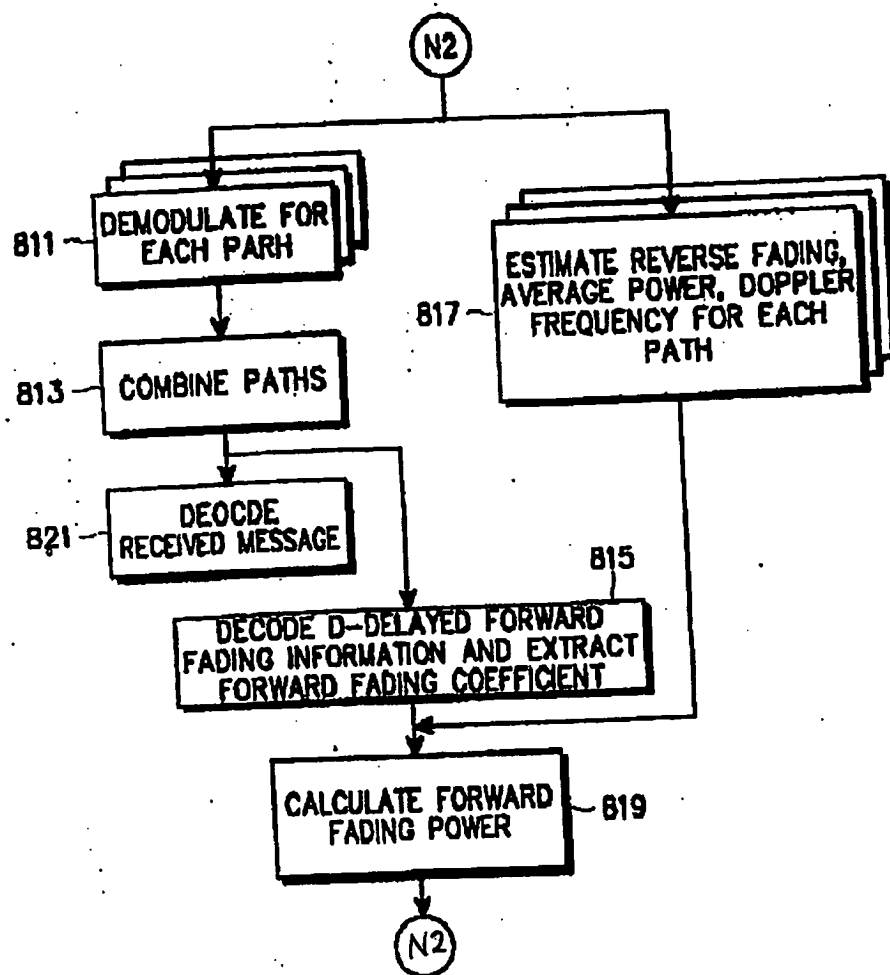 N2
811
DEMODULATE FOR
EACH PARH
817
ESTIMATE REVERSE FADING,
AVERAGE POWER, DOPPLER
FREQUENCY FOR EACH
PATH
813
COMBINE PATHS
821
DEOCDE
RECEIVED MESSAGE
815
DECODE D-DELAYED FORWARD
FADING INFORMATION AND EXTRACT
FORWARD FADING COEFFICIENT
CALCULATE FORWARD
FADING POWER
819
N2